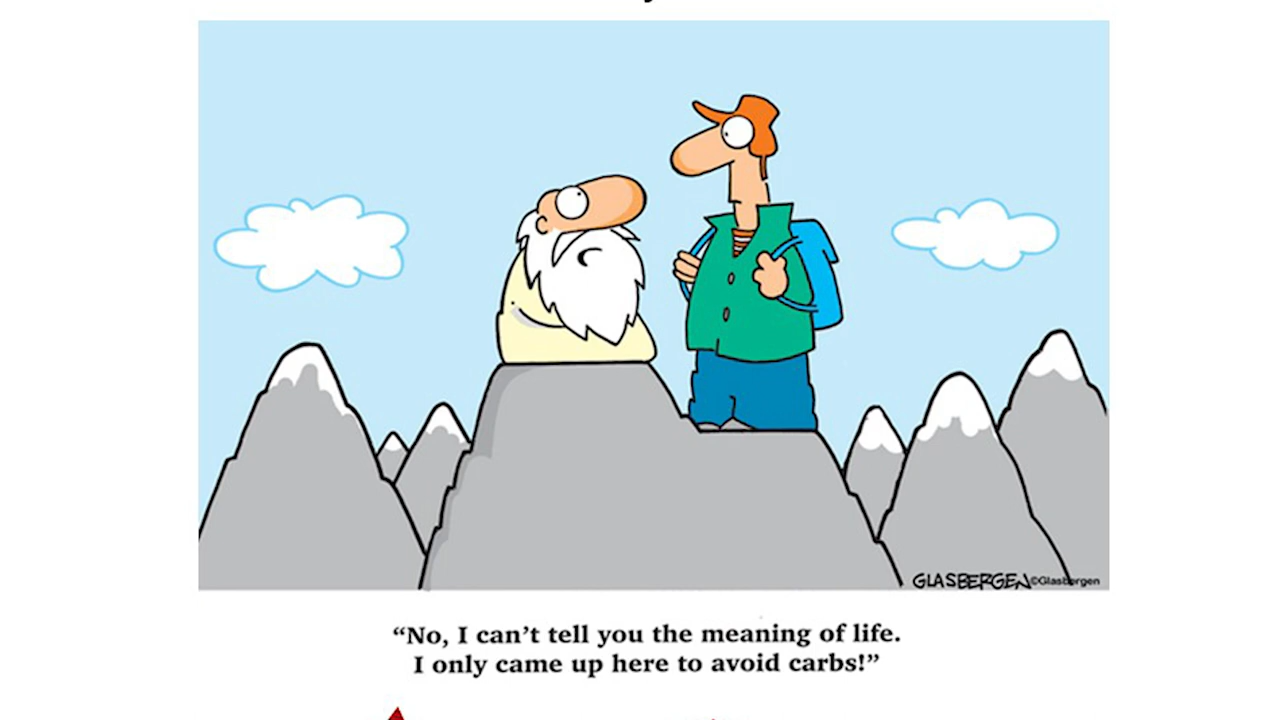 GLASBERGEN ©Glasbergen
“No, I can’t tell you the meaning of life.
I only came up here to avoid carbs!”